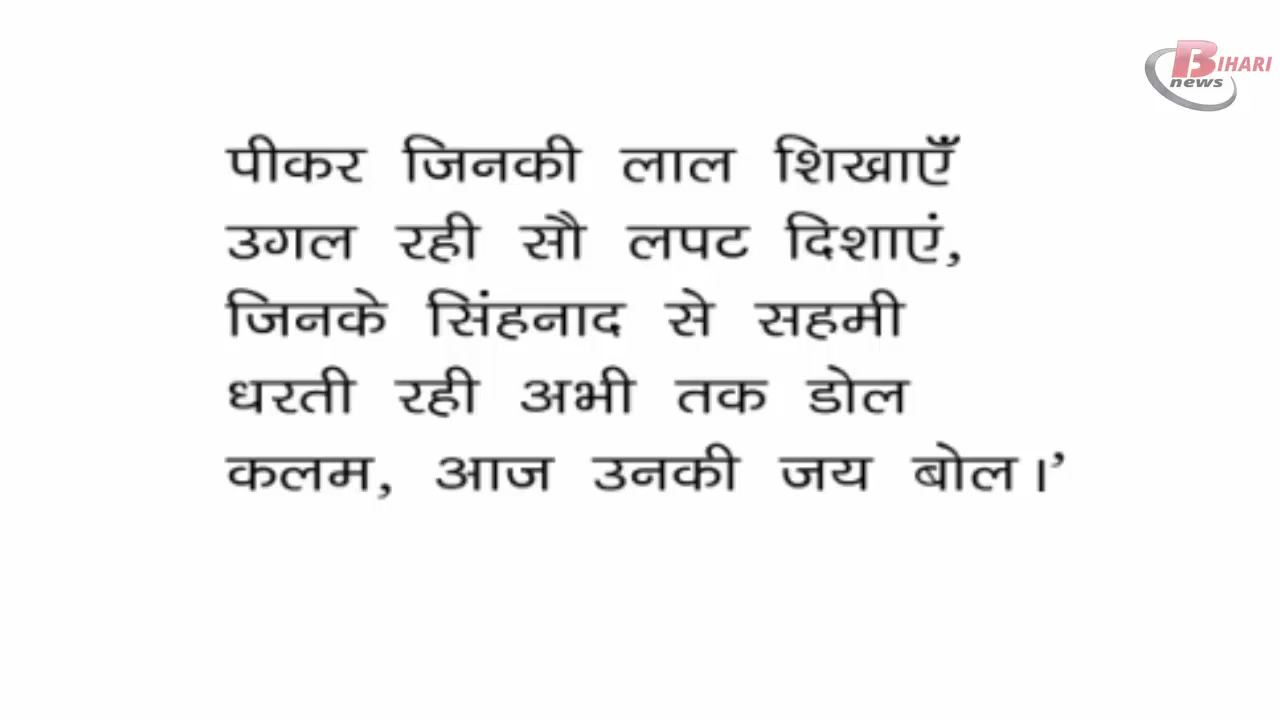 BIHARI
news
पीकर जिनकी लाल शिखाएँ
उगल रही सौ लपट दिशाएं,
जिनके सिंहनाद से सहमी
धरती रही अभी तक डोल
कलम, आज उनकी जय बोल।’